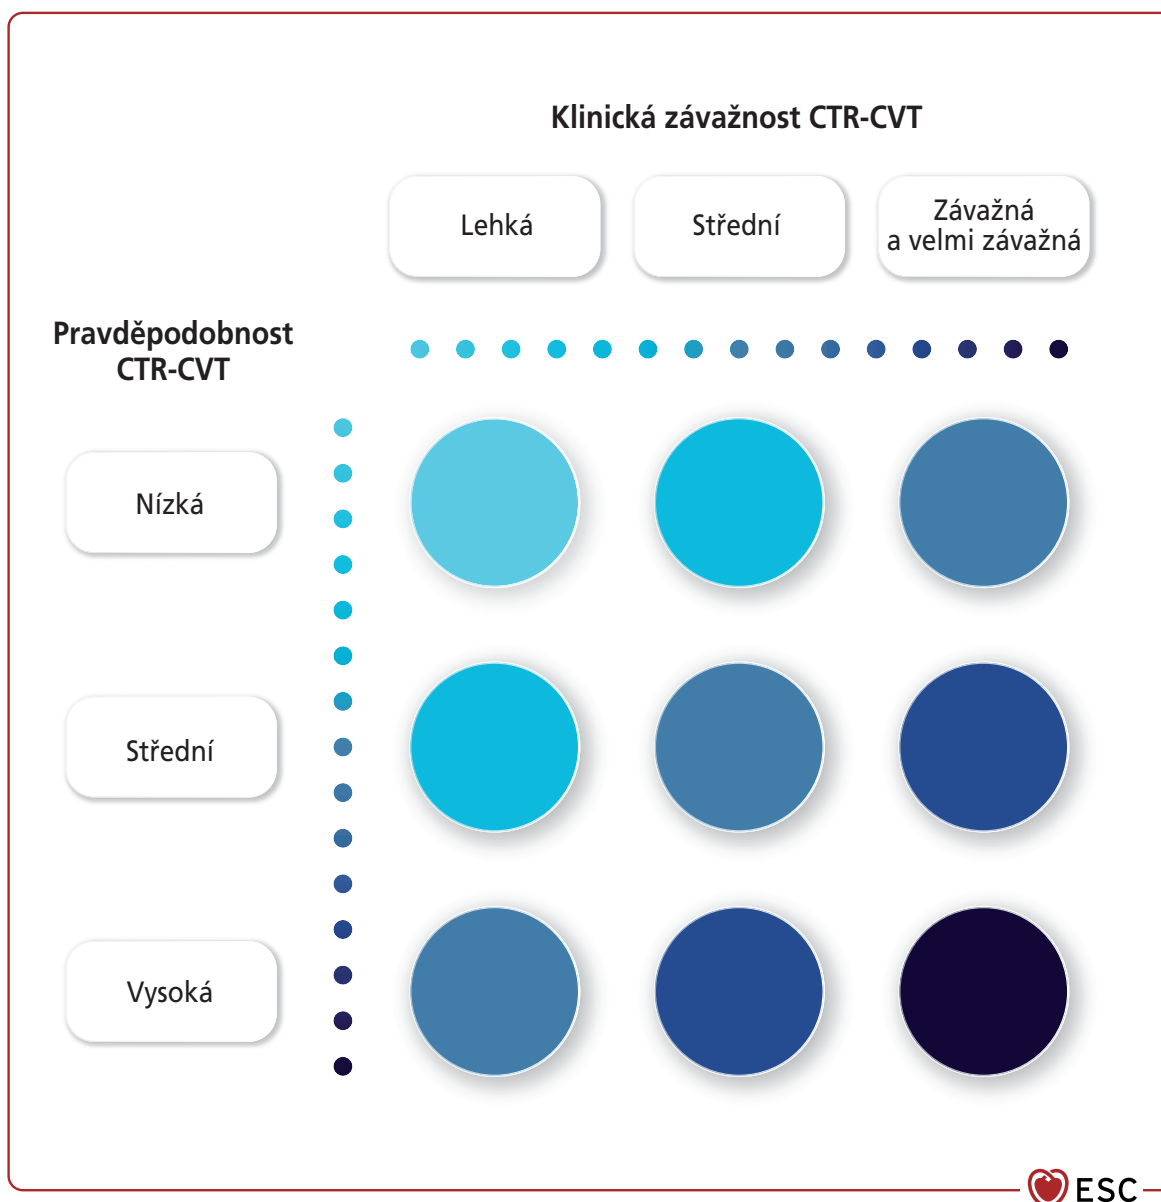 Klinická závažnost CTR-CVT
Lehká
Střední
Závažná
a velmi závažná
Pravděpodobnost
CTR-CVT
Nízká
Střední
Vysoká
ESC